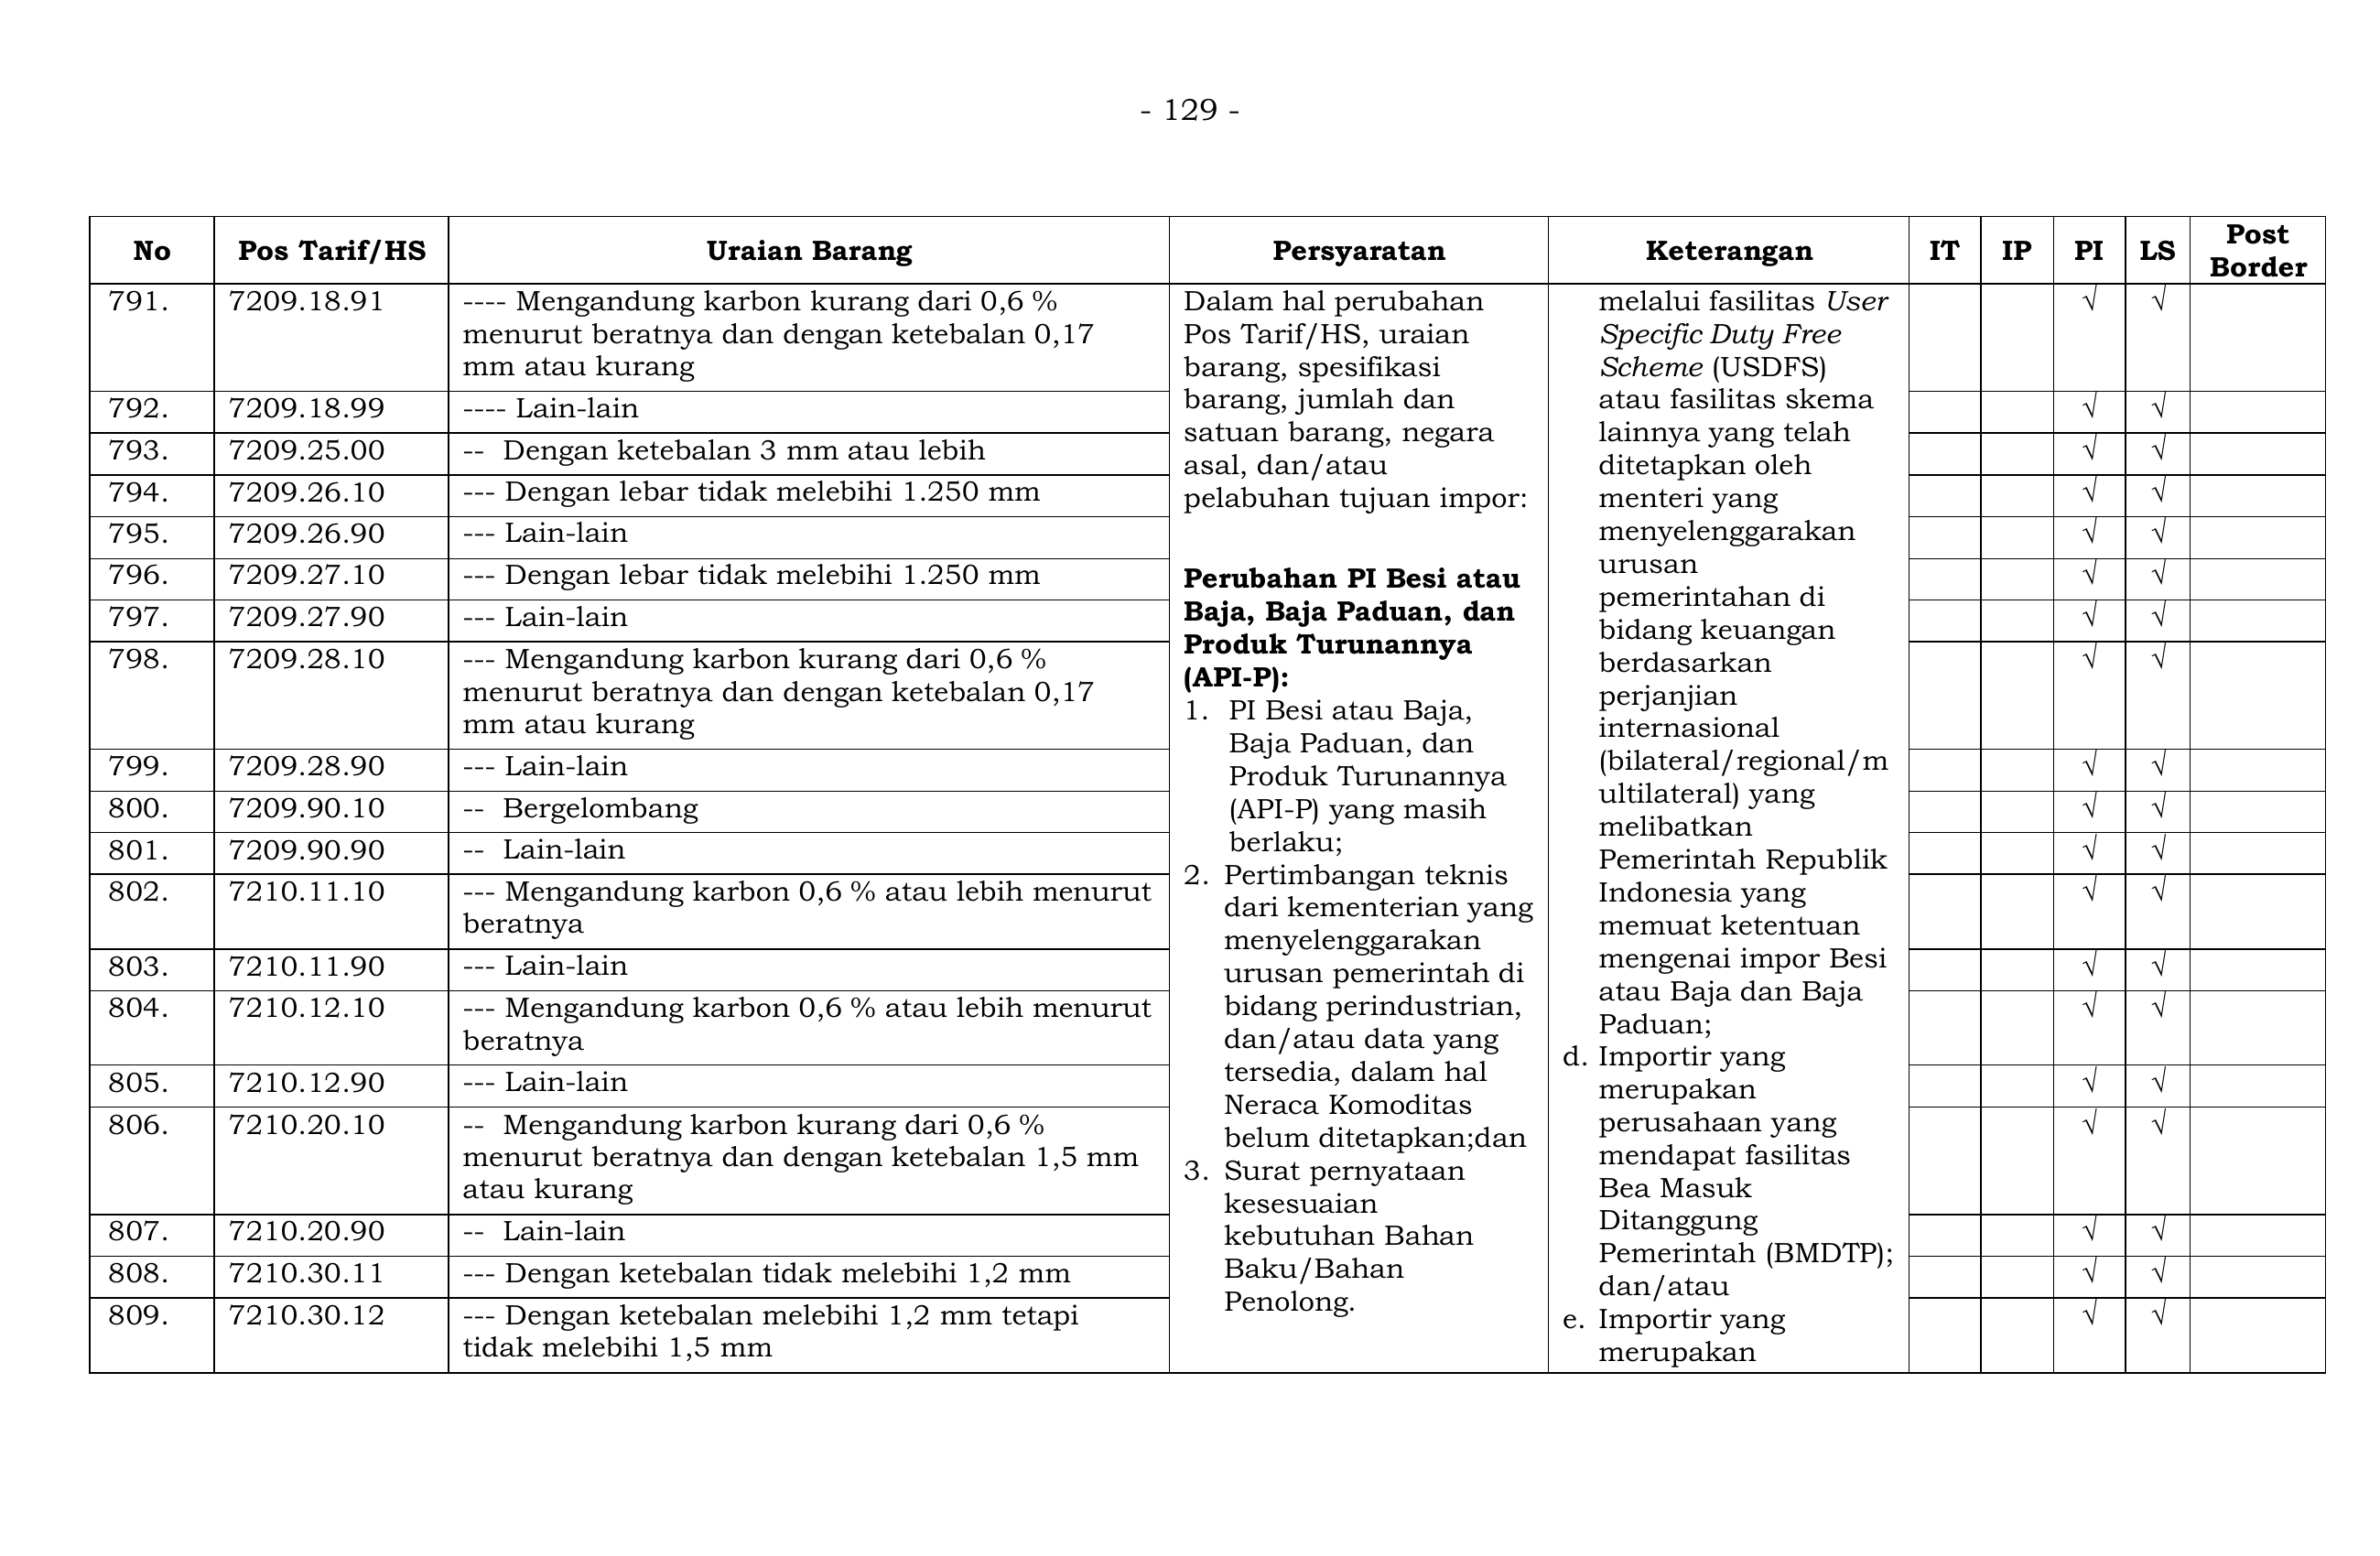 - 129 -
No Pos Tarif/HS Uraian Barang Persyaratan Keterangan IT IP PI LS Post Border
791. 7209.18.91 ---- Mengandung karbon kurang dari 0,6 %
menurut beratnya dan dengan ketebalan 0,17
mm atau kurang
√ √
792. 7209.18.99 ---- Lain-lain √ √
793. 7209.25.00 -- Dengan ketebalan 3 mm atau lebih √ √
794. 7209.26.10 --- Dengan lebar tidak melebihi 1.250 mm √ √
795. 7209.26.90 --- Lain-lain √ √
796. 7209.27.10 --- Dengan lebar tidak melebihi 1.250 mm √ √
797. 7209.27.90 --- Lain-lain √ √
798. 7209.28.10 --- Mengandung karbon kurang dari 0,6 %
menurut beratnya dan dengan ketebalan 0,17
mm atau kurang
√ √
799. 7209.28.90 --- Lain-lain √ √
800. 7209.90.10 -- Bergelombang √ √
801. 7209.90.90 -- Lain-lain √ √
802. 7210.11.10 --- Mengandung karbon 0,6 % atau lebih menurut
beratnya
√ √
803. 7210.11.90 --- Lain-lain √ √
804. 7210.12.10 --- Mengandung karbon 0,6 % atau lebih menurut
beratnya
√ √
805. 7210.12.90 --- Lain-lain √ √
806. 7210.20.10 -- Mengandung karbon kurang dari 0,6 %
menurut beratnya dan dengan ketebalan 1,5 mm
atau kurang
√ √
807. 7210.20.90 -- Lain-lain √ √
808. 7210.30.11 --- Dengan ketebalan tidak melebihi 1,2 mm √ √
809. 7210.30.12 --- Dengan ketebalan melebihi 1,2 mm tetapi
tidak melebihi 1,5 mm
√ √
Dalam hal perubahan
Pos Tarif/HS, uraian
barang, spesifikasi
barang, jumlah dan
satuan barang, negara
asal, dan/atau
pelabuhan tujuan impor:
Perubahan PI Besi atau
Baja, Baja Paduan, dan
Produk Turunannya
(API-P):
1. PI Besi atau Baja,
Baja Paduan, dan
Produk Turunannya
(API-P) yang masih
berlaku;
2. Pertimbangan teknis
dari kementerian yang
menyelenggarakan
urusan pemerintah di
bidang perindustrian,
dan/atau data yang
tersedia, dalam hal
Neraca Komoditas
belum ditetapkan;dan
3. Surat pernyataan
kesesuaian
kebutuhan Bahan
Baku/Bahan
Penolong.
melalui fasilitas User
Specific Duty Free
Scheme (USDFS)
atau fasilitas skema
lainnya yang telah
ditetapkan oleh
menteri yang
menyelenggarakan
urusan
pemerintahan di
bidang keuangan
berdasarkan
perjanjian
internasional
(bilateral/regional/m
ultilateral) yang
melibatkan
Pemerintah Republik
Indonesia yang
memuat ketentuan
mengenai impor Besi
atau Baja dan Baja
Paduan;
d. Importir yang
merupakan
perusahaan yang
mendapat fasilitas
Bea Masuk
Ditanggung
Pemerintah (BMDTP);
dan/atau
e. Importir yang
merupakan